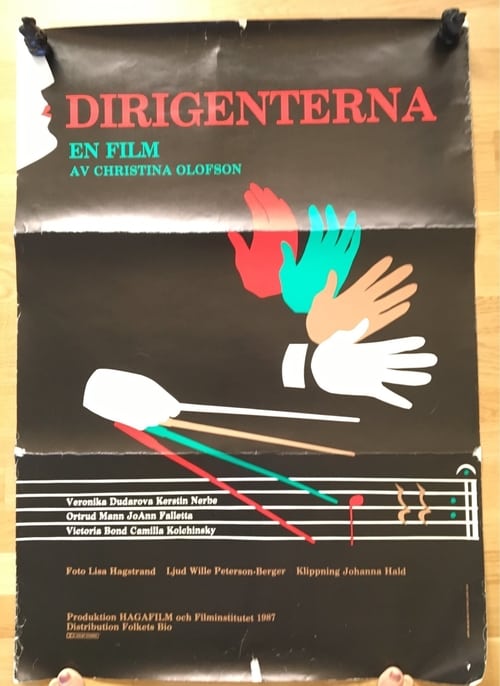 DIRIGENTERNA
EN FILM
AV CHRISTINA OLOFSON
Veronika Dudarova Kerstin Nerbe
Ortrud Mann JoAnn Falletta
Victoria Bond Camilla Kolchinsky
Foto Lisa Hagstrand Ljud Wille Peterson-Berger Klippning Johanna Hald
Produktion HAGAFILM och Filminstitutet 1987
Distribution Folkets Bio